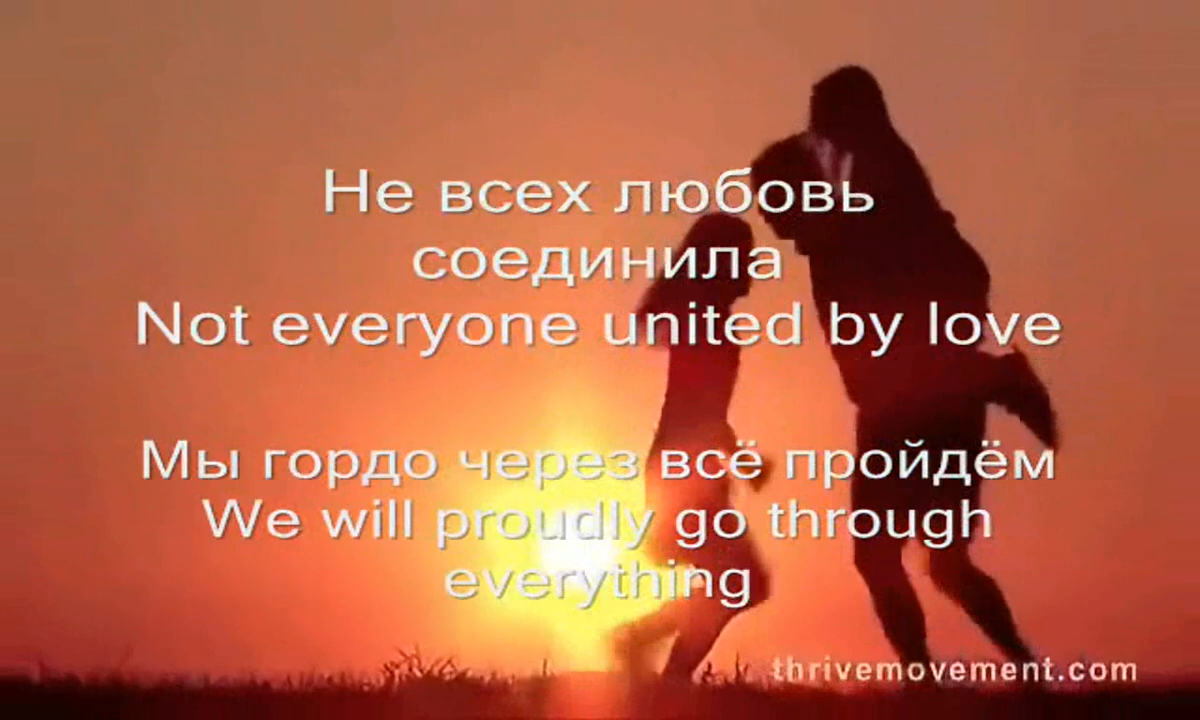 Не всех любовь
соединила
Not everyone united by love
Мы гордо через всё пройдём
We will proudly go through
everything
thrivemovement.com